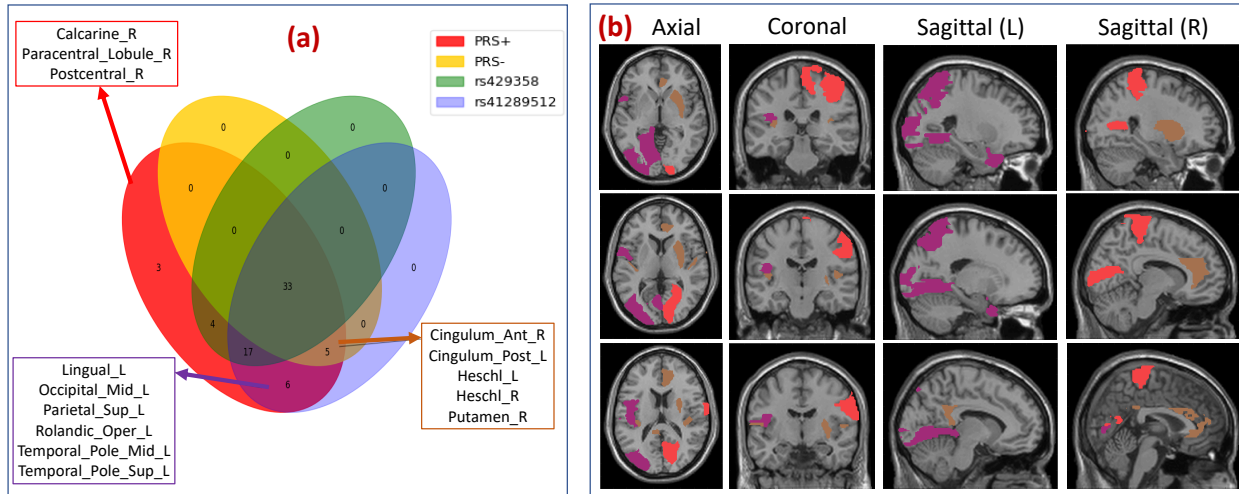 (a)
Calcarine_R
Paracentral_Lobule_R
Postcentral_R
PRS+
PRS-
rs429358
rs41289512
0
0
0
0
0
0
0
3
0
33
4
0
17
5
6
Cingulum_Ant_R
Cingulum_Post_L
Heschl_L
Heschl_R
Putamen_R
Lingual_L
Occipital_Mid_L
Parietal_Sup_L
Rolandic_Oper_L
Temporal_Pole_Mid_L
Temporal_Pole_Sup_L
(b) Axial Coronal Sagittal (L) Sagittal (R)